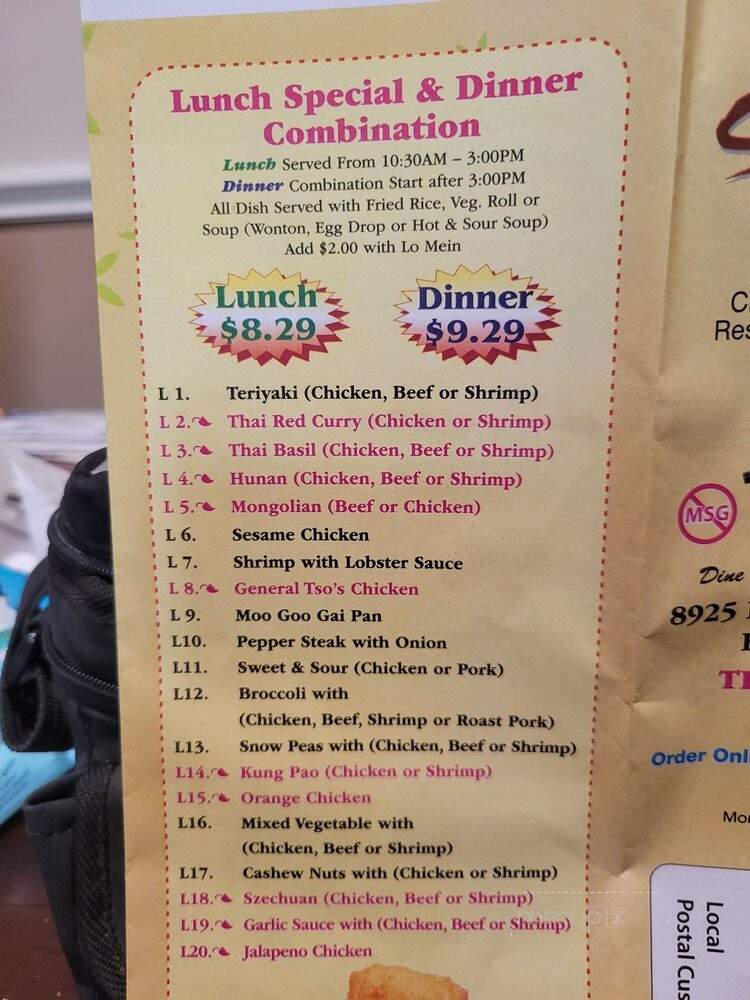 Lunch Special & Dinner
Combination
Lunch Served From 10:30AM – 3:00PM
Dinner Combination Start after 3:00PM
All Dish Served with Fried Rice, Veg. Roll or
Soup (Wonton, Egg Drop or Hot & Sour Soup)
Add $2.00 with Lo Mein
Lunch
$8.29
Dinner
$9.29
L 1. Teriyaki (Chicken, Beef or Shrimp)
L 2. Thai Red Curry (Chicken or Shrimp)
L 3. Thai Basil (Chicken, Beef or Shrimp)
L 4. Hunan (Chicken, Beef or Shrimp)
L 5. Mongolian (Beef or Chicken)
L 6. Sesame Chicken
L 7. Shrimp with Lobster Sauce
L 8. General Tso's Chicken
L 9. Moo Goo Gai Pan
L10. Pepper Steak with Onion
L11. Sweet & Sour (Chicken or Pork)
L12. Broccoli with
(Chicken, Beef, Shrimp or Roast Pork)
L13. Snow Peas with (Chicken, Beef or Shrimp)
L14. Kung Pao (Chicken or Shrimp)
L15. Orange Chicken
L16. Mixed Vegetable with
(Chicken, Beef or Shrimp)
L17. Cashew Nuts with (Chicken or Shrimp)
L18. Szechuan (Chicken, Beef or Shrimp)
L19. Garlic Sauce with (Chicken, Beef or Shrimp)
L20. Jalapeno Chicken
MSG
Dine
8925
Order
Local
Postal